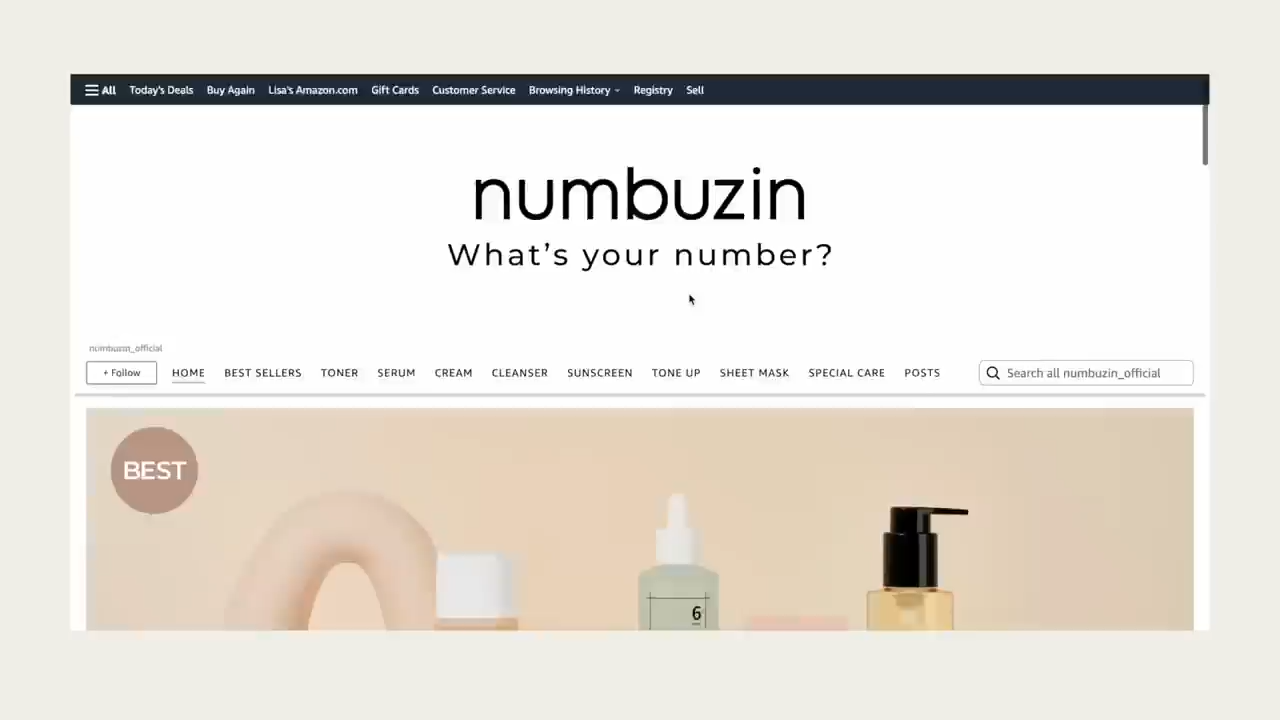 All Today's Deals Buy Again Lisa's Amazon.com Gift Cards Customer Service Browsing History Registry Sell
numbuzin
What's your number?
numbuzin_official
+ Follow HOME BEST SELLERS TONER SERUM CREAM CLEANSER SUNSCREEN TONE UP SHEET MASK SPECIAL CARE POSTS Search all numbuzin_official
BEST
6